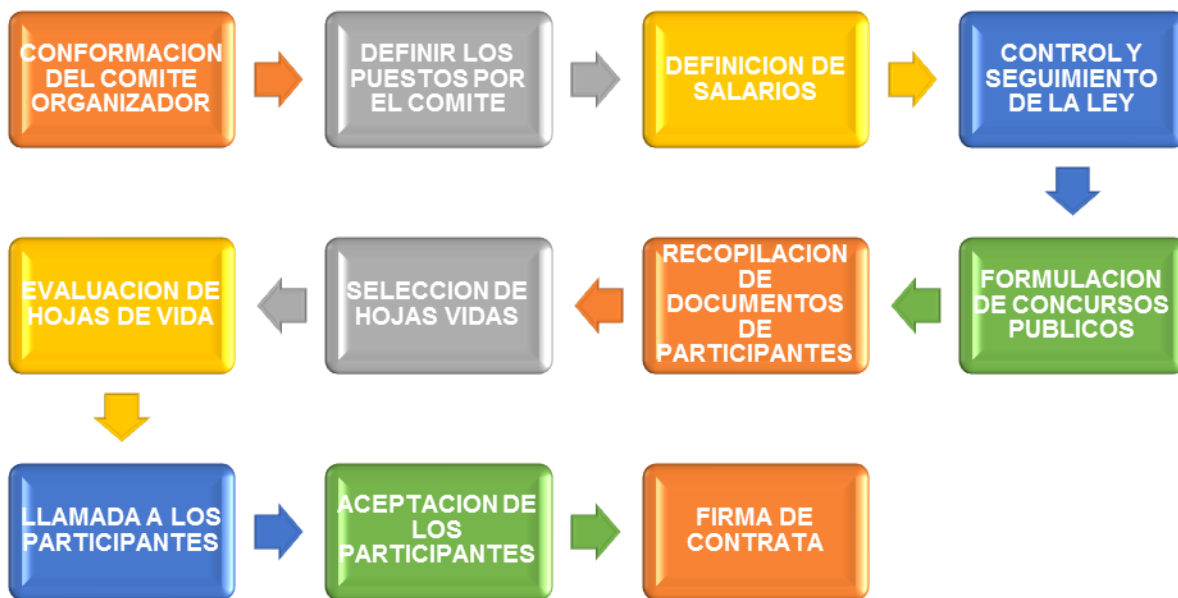 CONFORMACION
DEL COMITE
ORGANIZADOR
DEFINIR LOS
PUESTOS POR
EL COMITE
DEFINICION DE
SALARIOS
CONTROL Y
SEGUIMIENTO
DE LA LEY
FORMULACION
DE CONCURSOS
PUBLICOS
RECOPILACION
DE
DOCUMENTOS
DE
PARTICIPANTES
SELECCION DE
HOJAS VIDAS
EVALUACION DE
HOJAS DE VIDA
LLAMADA A LOS
PARTICIPANTES
ACEPTACION DE
LOS
PARTICIPANTES
FIRMA DE
CONTRATA